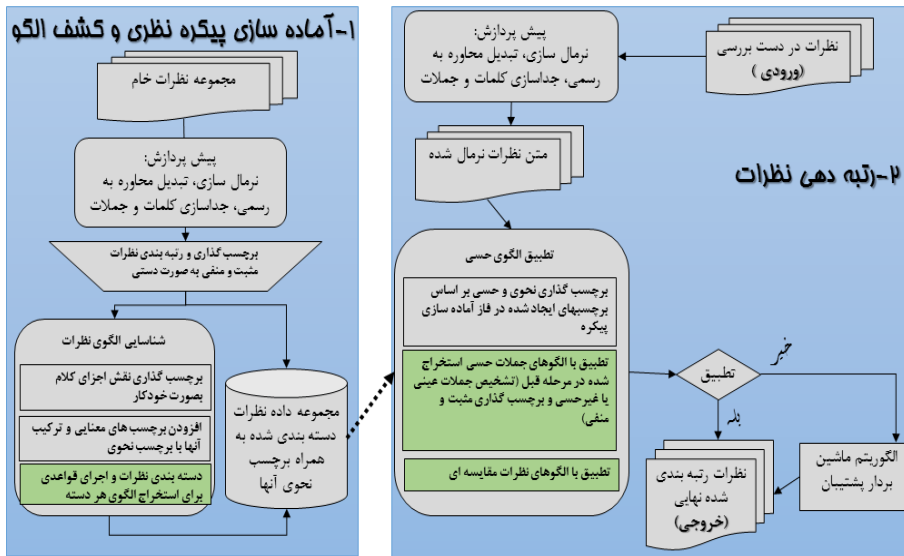 ۱-آماده سازی پیکره نظری و کشف الگو
مجموعه نظرات خام
پیش پردازش:
نرمال سازی، تبدیل محاوره به
رسمی، جداسازی کلمات و جملات
برچسب گذاری و رتبه بندی نظرات
مثبت و منفی به صورت دستی
شناسایی الگوی نظرات
برچسب گذاری نقش اجزای کلام
بصورت خودکار
افزودن برچسب های معنایی و ترکیب
آنها با برچسب نحوی
دسته بندی نظرات و اجرای قواعدی
برای استخراج الگوی هر دسته
مجموعه داده نظرات
دسته بندی شده به
همراه برچسب
نحوی آنها
۲-رتبه دهی نظرات
نظرات در دست بررسی
(ورودی)
پیش پردازش:
نرمال سازی، تبدیل محاوره به
رسمی، جداسازی کلمات و جملات
متن نظرات نرمال شده
تطبیق الگوی حسی
برچسب گذاری نحوی و حسی بر اساس
برچسبهای ایجاد شده در فاز آماده سازی
پیکره
تطبیق با الگوهای جملات حسی استخراج
شده در مرحله قبل (تشخیص جملات عینی
یا غیرحسی و برچسب گذاری مثبت و
منفی)
تطبیق با الگوهای نظرات مقایسه ای
تطبیق
خیر
بله
الگوریتم ماشین
بردار پشتیبان
نظرات رتبه بندی
شده نهایی
(خروجی)